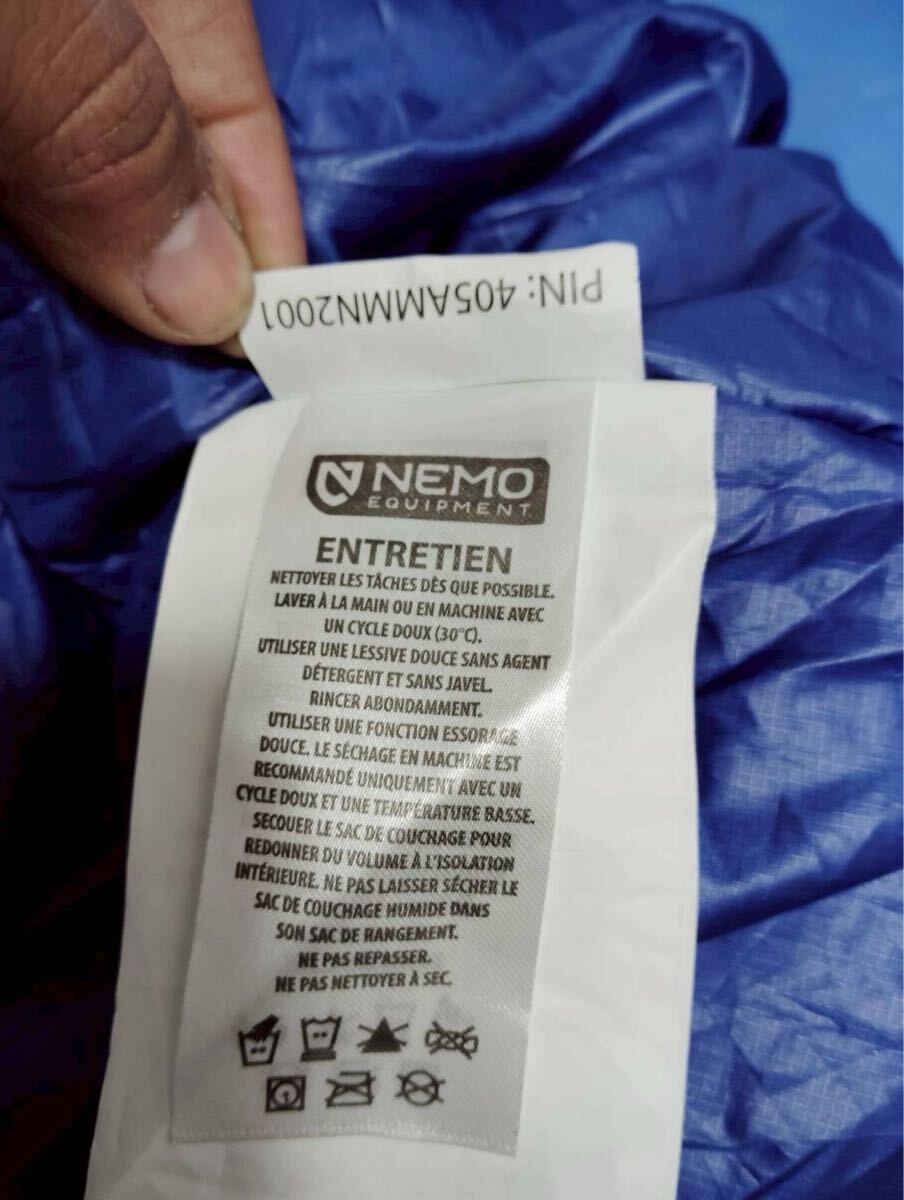 PIN: 405AMMN2001
NEMO
EQUIPMENT
ENTRETIEN
NETTOYER LES TÂCHES DÈS QUE POSSIBLE.
LAVER À LA MAIN OU EN MACHINE AVEC
UN CYCLE DOUX (30°C).
UTILISER UNE LESSIVE DOUCE SANS AGENT
DÉTERGENT ET SANS JAVEL.
RINCER ABONDAMMENT.
UTILISER UNE FONCTION ESSORAGE
DOUCE. LE SÉCHAGE EN MACHINE EST
RECOMMANDÉ UNIQUEMENT AVEC UN
CYCLE DOUX ET UNE TEMPÉRATURE BASSE.
SECOUER LE SAC DE COUCHAGE POUR
REDONNER DU VOLUME À L'ISOLATION
INTÉRIEURE. NE PAS LAISSER SÉCHER LE
SAC DE COUCHAGE HUMIDE DANS
SON SAC DE RANGEMENT.
NE PAS REPASSER.
NE PAS NETTOYER À SEC.